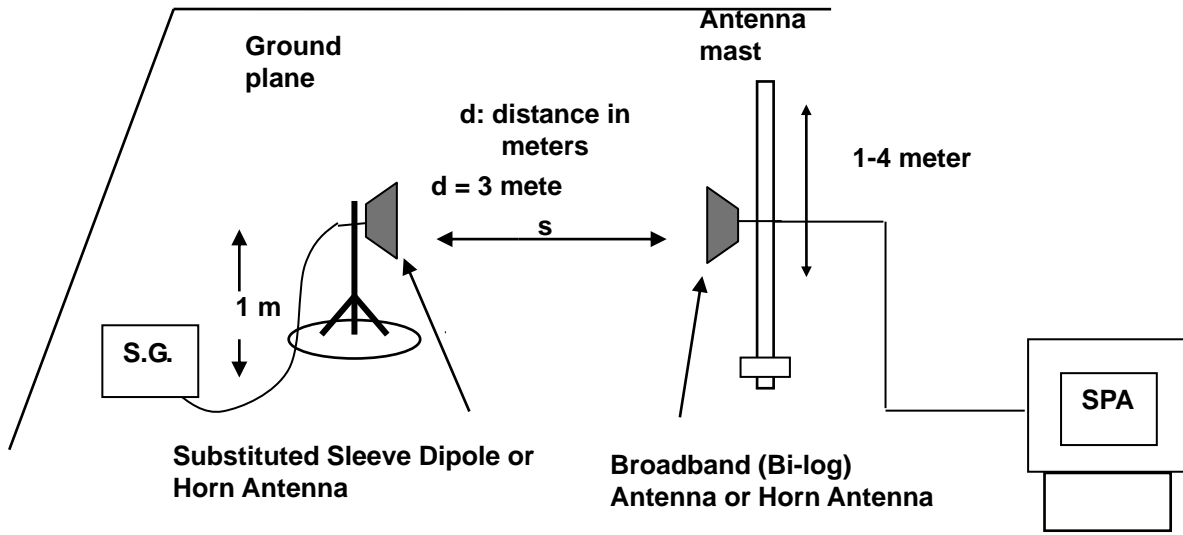 Antenna
mast
Ground
plane
d: distance in
meters
d = 3 mete
s
1-4 meter
1 m
S.G.
SPA
Substituted Sleeve Dipole or
Horn Antenna
Broadband (Bi-log)
Antenna or Horn Antenna